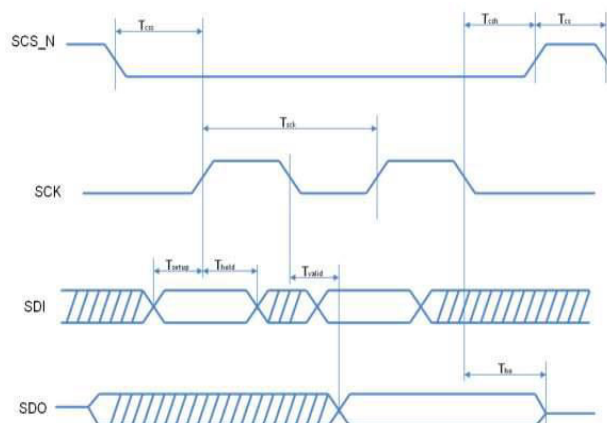 SCS_N
Tcss
Tcsh
Tcs
Tsck
SCK
Tsetup
Thold
Tvalid
SDI
Tho
SDO